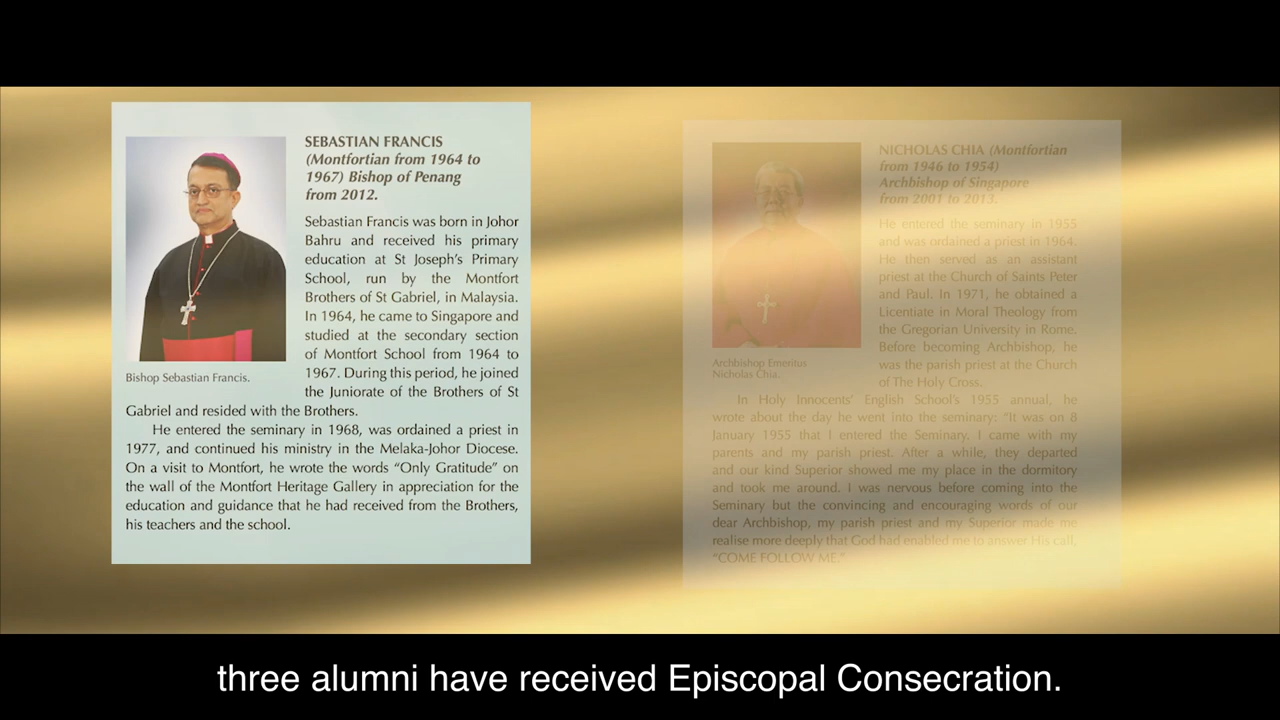 SEBASTIAN FRANCIS
(Montfortian from 1964 to
1967) Bishop of Penang
from 2012.
Sebastian Francis was born in Johor
Bahru and received his primary
education at St Joseph's Primary
School, run by the Montfort
Brothers of St Gabriel, in Malaysia.
In 1964, he came to Singapore and
studied at the secondary section
of Montfort School from 1964 to
1967. During this period, he joined
the Juniorate of the Brothers of St
Gabriel and resided with the Brothers.
He entered the seminary in 1968, was ordained a priest in
1977, and continued his ministry in the Melaka-Johor Diocese.
On a visit to Montfort, he wrote the words “Only Gratitude” on
the wall of the Montfort Heritage Gallery in appreciation for the
education and guidance that he had received from the Brothers,
his teachers and the school.
Bishop Sebastian Francis.
NICHOLAS CHIA (Montfortian
from 1946 to 1954)
Archbishop of Singapore
from 2001 to 2013.
He entered the seminary in 1955
and was ordained a priest in 1964.
He then served as an assistant
priest at the Church of Saints Peter
and Paul. In 1971, he obtained a
Licentiate in Moral Theology from
the Gregorian University in Rome.
Before becoming Archbishop, he
was the parish priest at the Church
of The Holy Cross.
Archbishop Emeritus
Nicholas Chia.
In Holy Innocents' English School's 1955 annual, he
wrote about the day he went into the seminary: “It was on 8
January 1955 that I entered the Seminary. I came with my
parents and my parish priest. After a while, they departed
and our kind Superior showed me my place in the dormitory
and took me around. I was nervous before coming into the
Seminary but the convincing and encouraging words of our
dear Archbishop, my parish priest and my Superior made me
realise more deeply that God had enabled me to answer His call,
“COME FOLLOW ME.”
three alumni have received Episcopal Consecration.